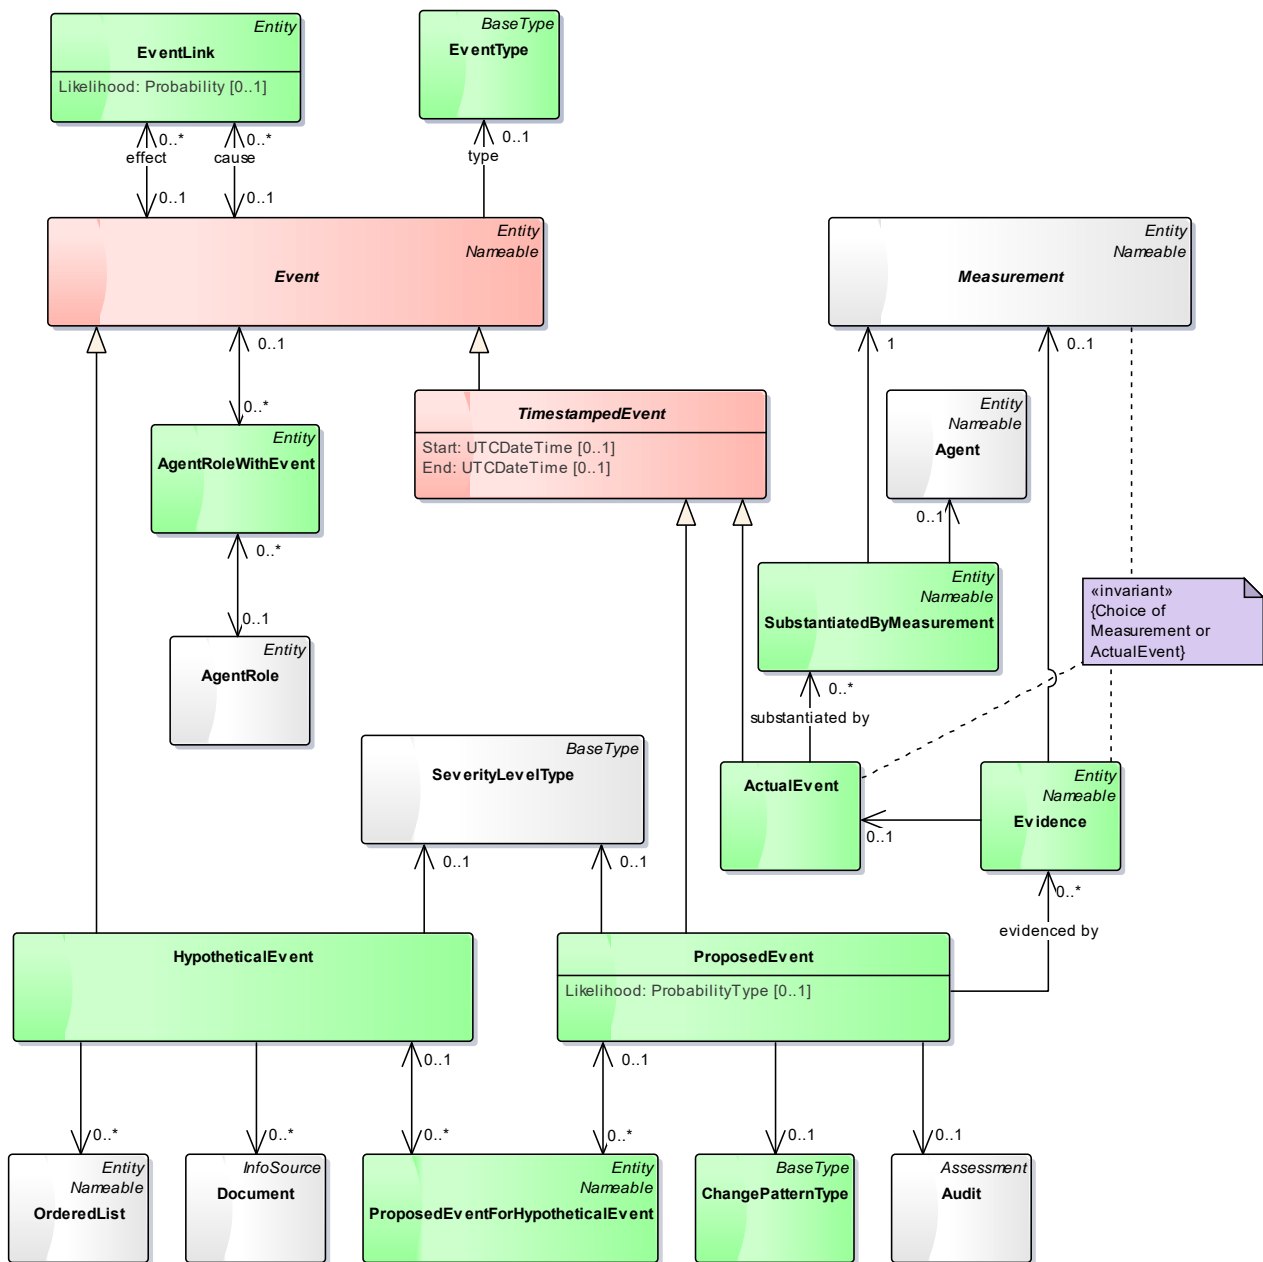 Entity
EventLink
Likelihood: Probability [0..1]
BaseType
EventType
0..*
effect
0..1
0..*
cause
0..1
0..1
type
Entity
Nameable
Event
Entity
Nameable
Measurement
0..1
0..*
Entity
AgentRoleWithEvent
0..*
0..1
Entity
AgentRole
TimestampedEvent
Start: UTCDateTime [0..1]
End: UTCDateTime [0..1]
1
0..1
Entity
Nameable
Agent
0..1
Entity
Nameable
SubstantiatedByMeasurement
«invariant»
{Choice of
Measurement or
ActualEvent}
0..*
substantiated by
BaseType
SeverityLevelType
ActualEvent
Entity
Nameable
Evidence
0..1
0..1
0..1
0..*
evidenced by
HypotheticalEvent
ProposedEvent
Likelihood: ProbabilityType [0..1]
0..1
0..1
0..*
0..*
0..*
0..*
0..1
0..1
Entity
Nameable
OrderedList
InfoSource
Document
Entity
Nameable
ProposedEventForHypotheticalEvent
BaseType
ChangePatternType
Assessment
Audit